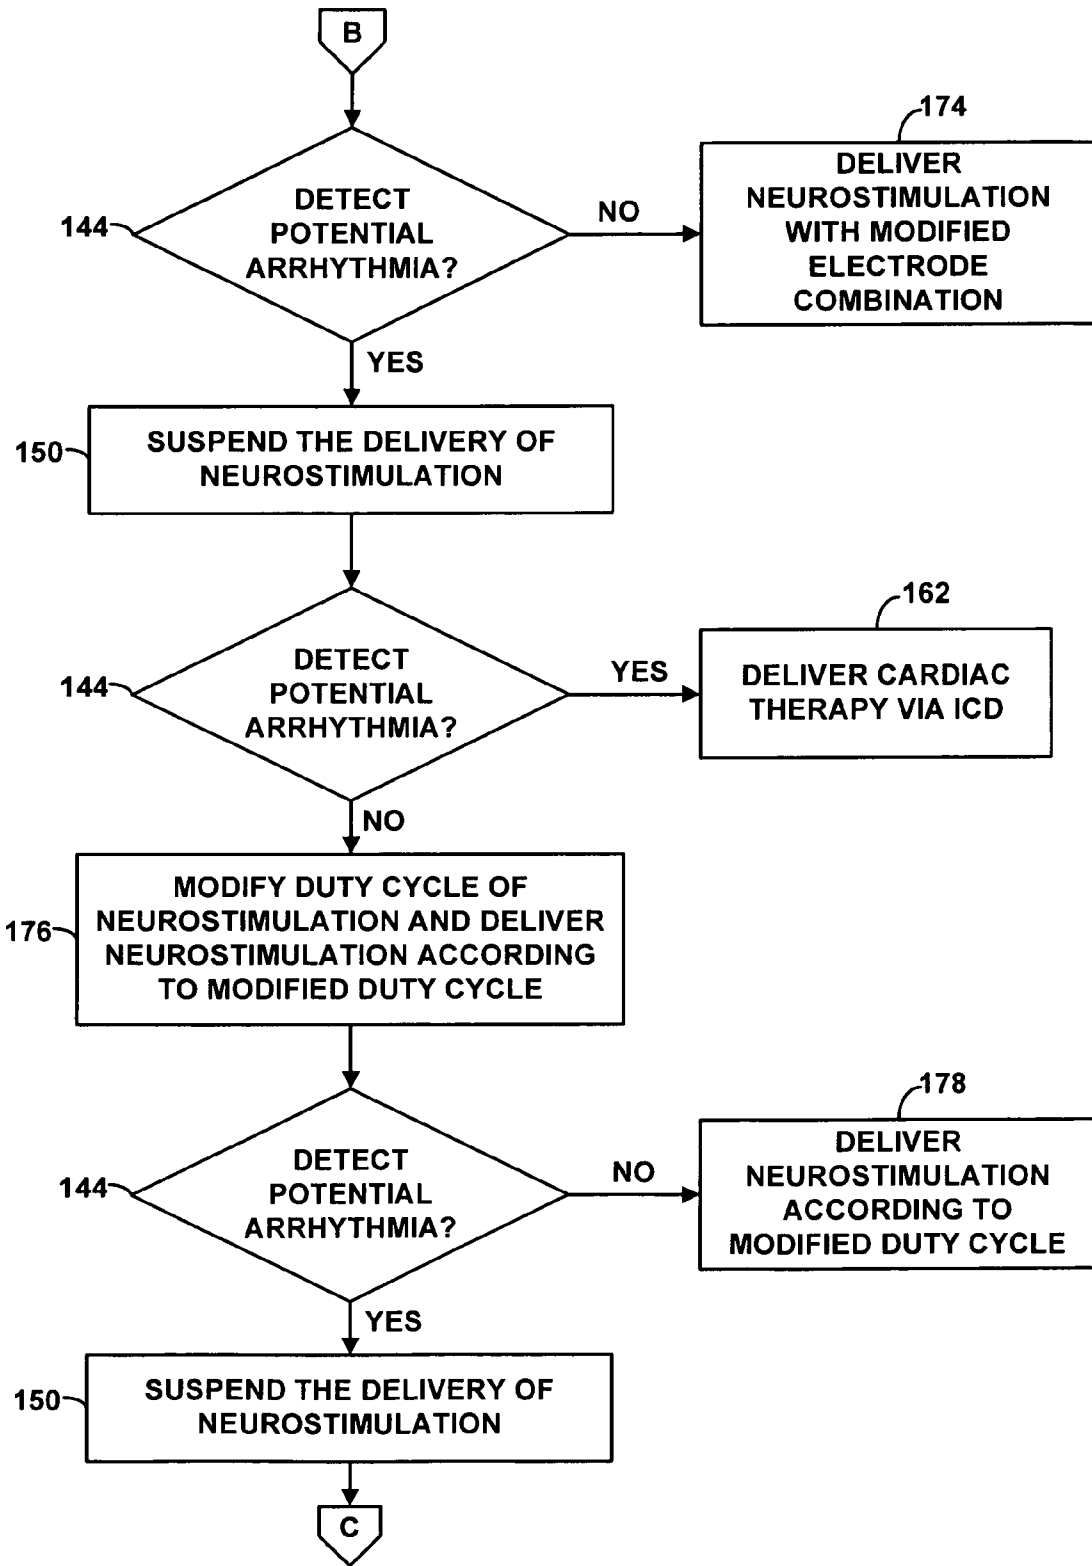 B
174
DELIVER
NEUROSTIMULATION
WITH MODIFIED
ELECTRODE
COMBINATION
144
DETECT
POTENTIAL
ARRHYTHMIA?
NO
YES
150
SUSPEND THE DELIVERY OF
NEUROSTIMULATION
162
144
DETECT
POTENTIAL
ARRHYTHMIA?
YES
DELIVER CARDIAC
THERAPY VIA ICD
NO
176
MODIFY DUTY CYCLE OF
NEUROSTIMULATION AND DELIVER
NEUROSTIMULATION ACCORDING
TO MODIFIED DUTY CYCLE
178
144
DETECT
POTENTIAL
ARRHYTHMIA?
NO
DELIVER
NEUROSTIMULATION
ACCORDING TO
MODIFIED DUTY CYCLE
YES
150
SUSPEND THE DELIVERY OF
NEUROSTIMULATION
C